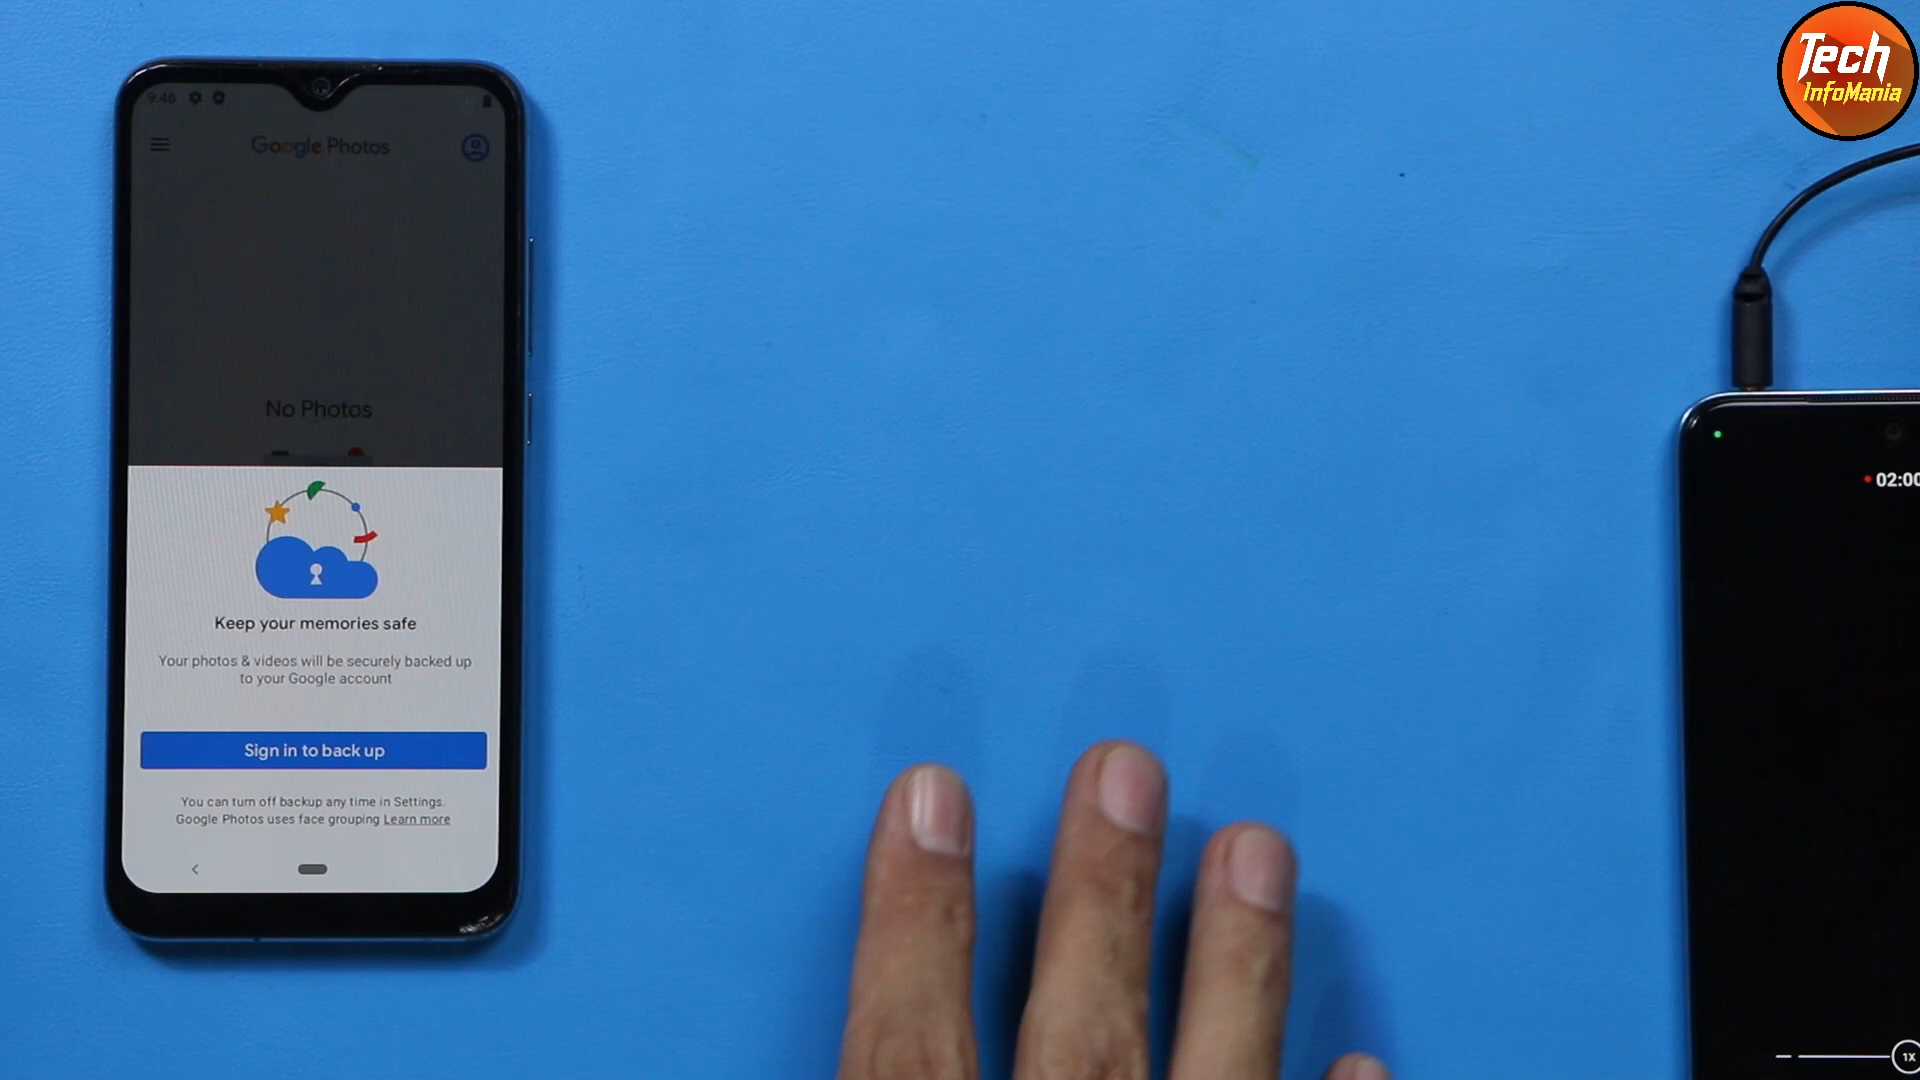 9:46
Google Photos
No Photos
Keep your memories safe
Your photos & videos will be securely backed up
to your Google account
Sign in to back up
You can turn off backup any time in Settings.
Google Photos uses face grouping Learn more
Tech
InfoMania
02:00
1X